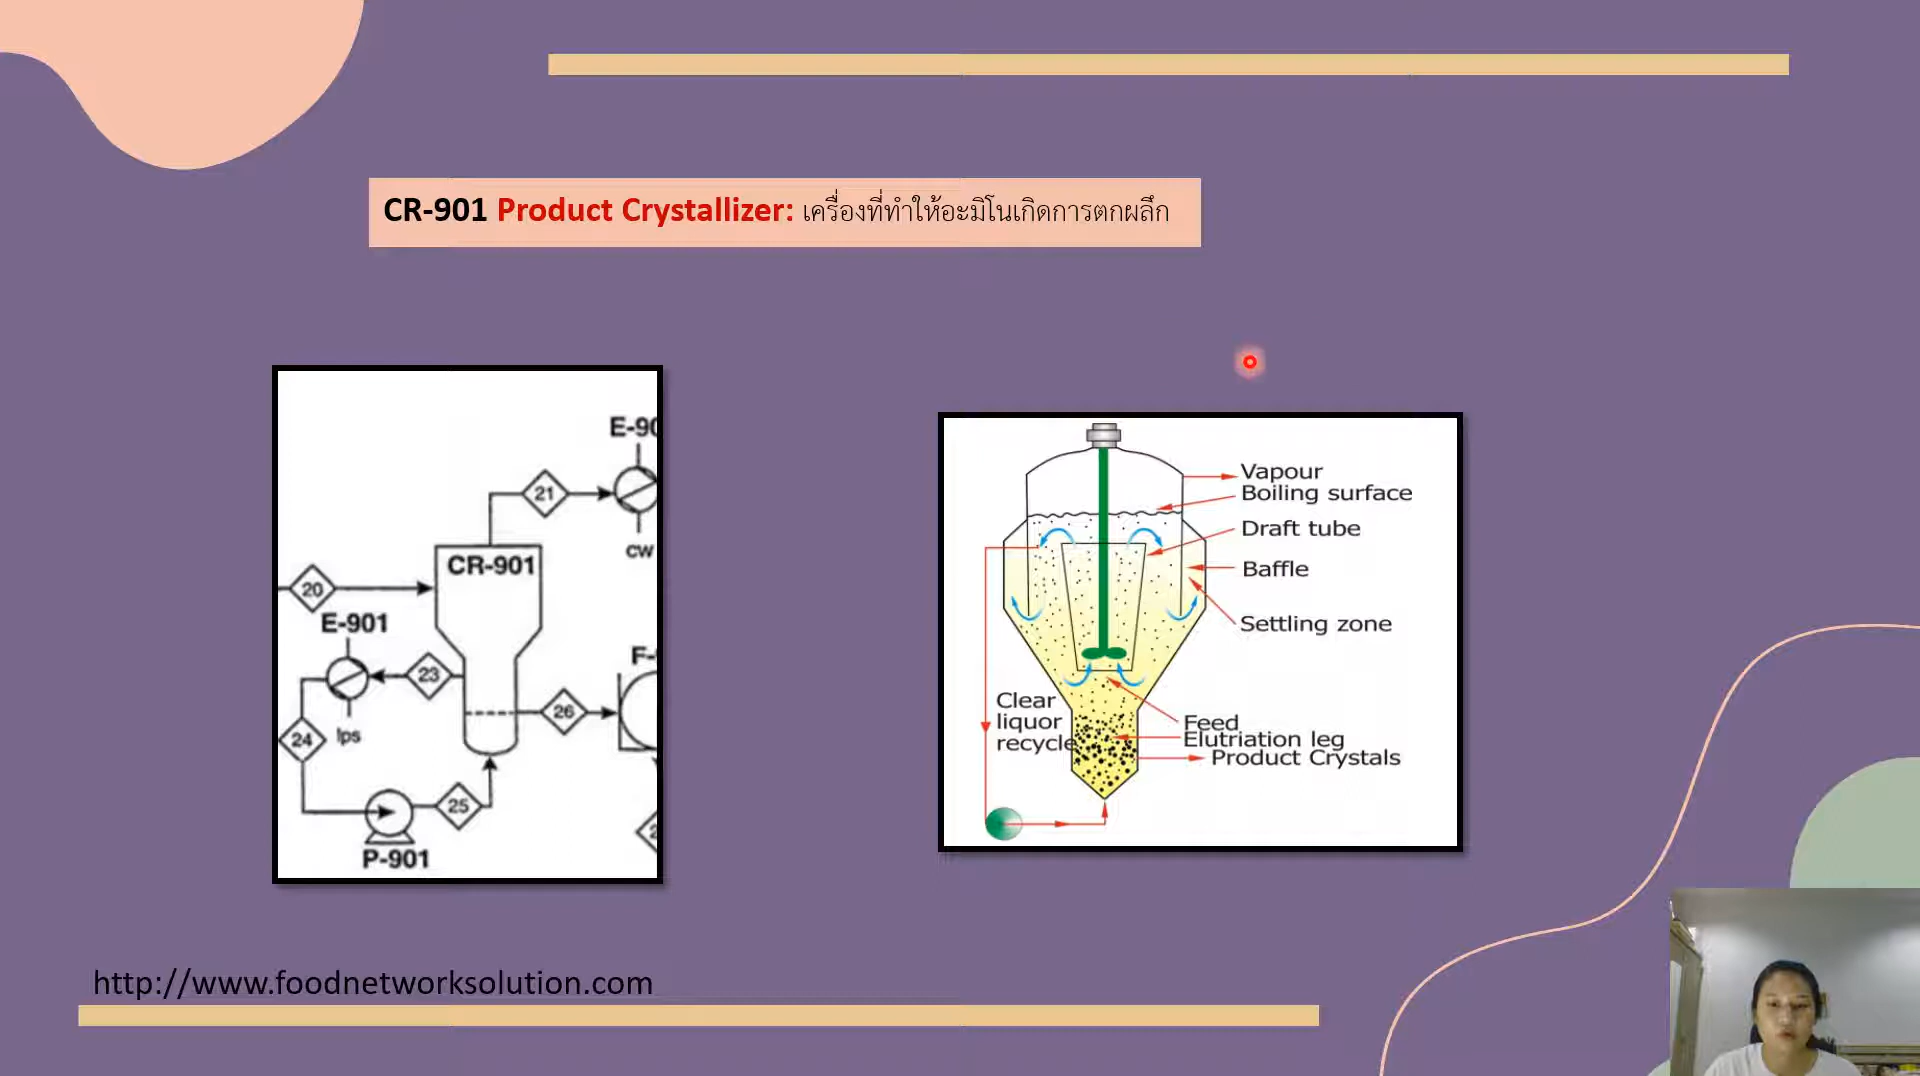 CR-901 Product Crystallizer: เครื่องที่ทำให้อะมิโนเกิดการตกผลึก
E-90
21
CW
CR-901
20
E-901
23
F-
26
24
lps
25
P-901
Vapour
Boiling surface
Draft tube
Baffle
Settling zone
Clear
liquor
recycle
Feed
Elutriation leg
Product Crystals
http://www.foodnetworksolution.com